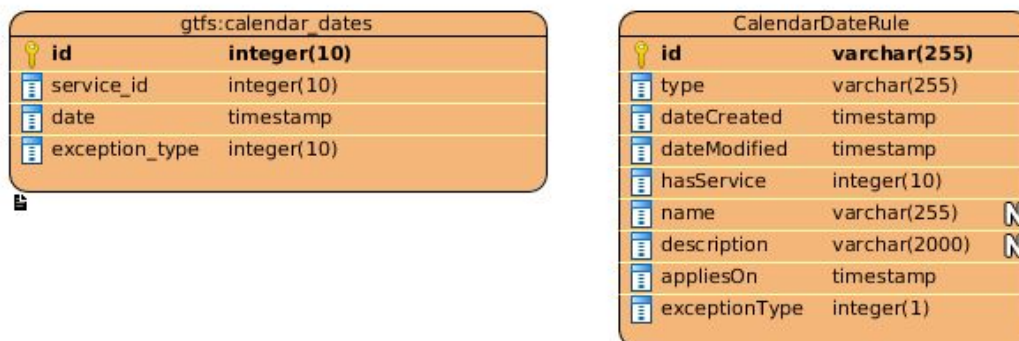 gtfs:calendar_dates
id integer(10)
service_id integer(10)
date timestamp
exception_type integer(10)
CalendarDateRule
id varchar(255)
type varchar(255)
dateCreated timestamp
dateModified timestamp
hasService integer(10)
name varchar(255) N
description varchar(2000) N
appliesOn timestamp
exceptionType integer(1)